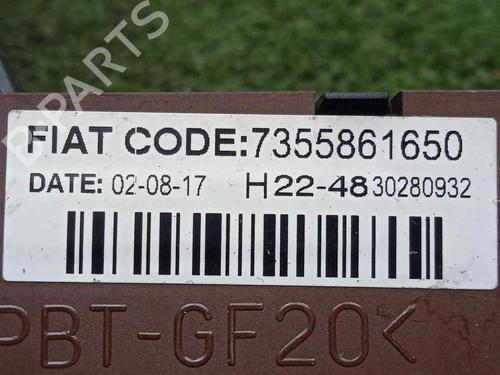 B-PARTS
FIAT CODE:7355861650
DATE: 02-08-17 H22-48 30280932
PBT-GF20<